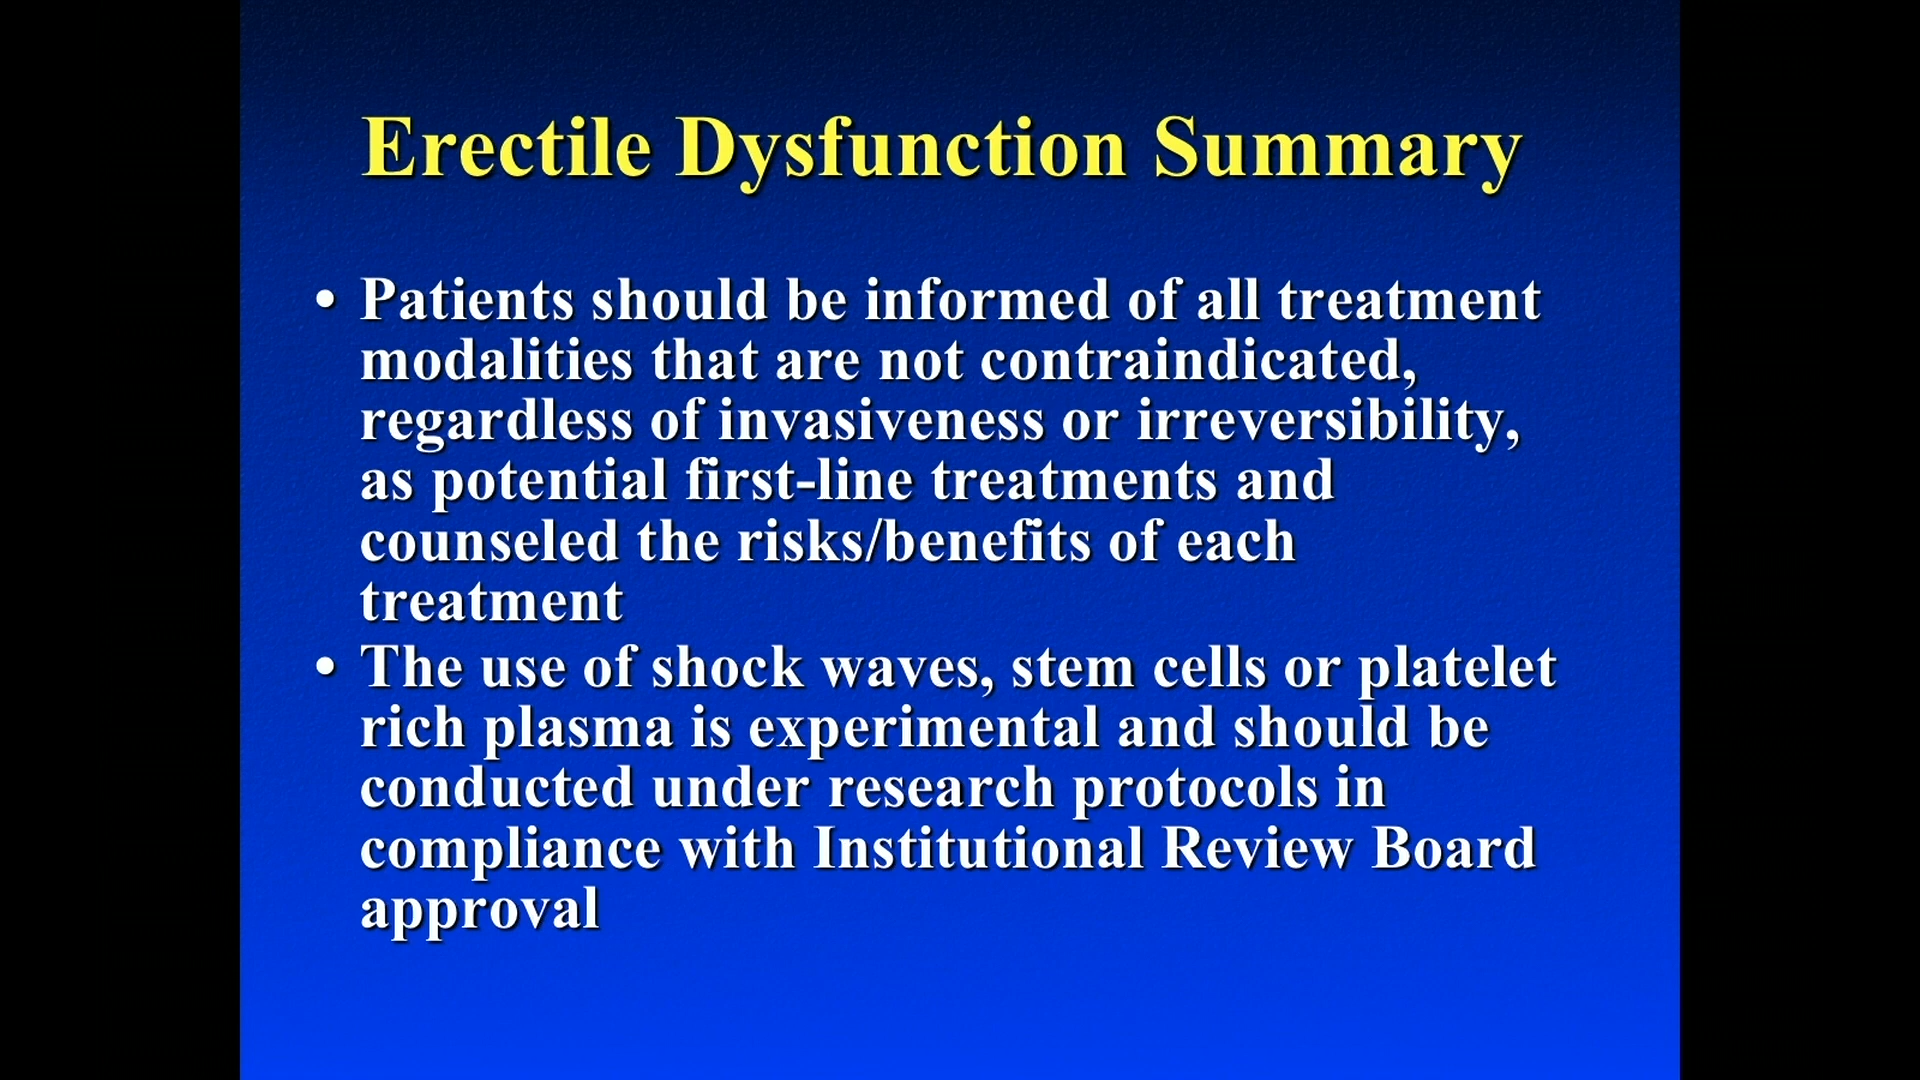 Erectile Dysfunction Summary
• Patients should be informed of all treatment
modalities that are not contraindicated,
regardless of invasiveness or irreversibility,
as potential first-line treatments and
counseled the risks/benefits of each
treatment
• The use of shock waves, stem cells or platelet
rich plasma is experimental and should be
conducted under research protocols in
compliance with Institutional Review Board
approval